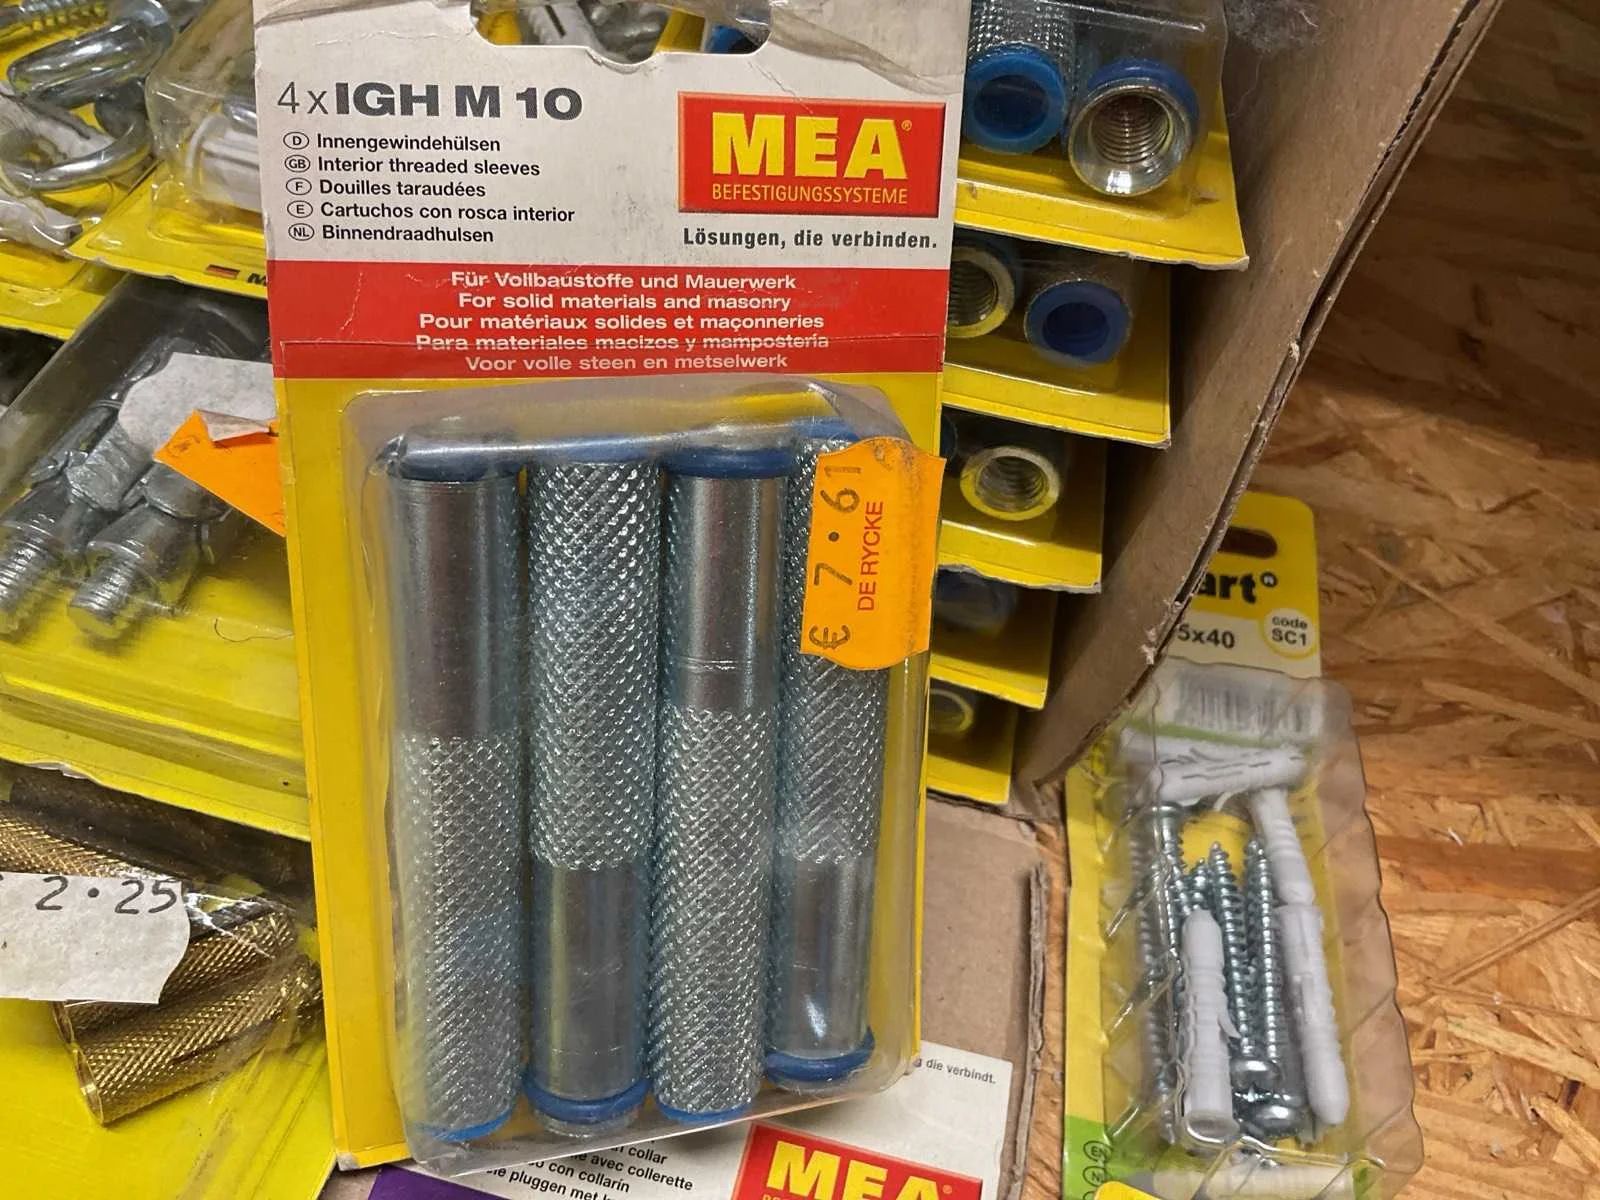 4 x IGH M 10
D Innengewindehülsen
GB Interior threaded sleeves
F Douilles taraudées
E Cartuchos con rosca interior
NL Binnendraadhulsen
MEA®
BEFESTIGUNGSSYSTEME
Lösungen, die verbinden.
Für Vollbaustoffe und Mauerwerk
For solid materials and masonry
Pour matériaux solides et maçonneries
Para materiales macizos y mampostería
Voor volle steen en metselwerk
€ 7.61
DE RYCKE
2.25
art®
5x40
code
SC1
die verbindt.
collar
avec collerette
con collarín
pluggen met
MEA